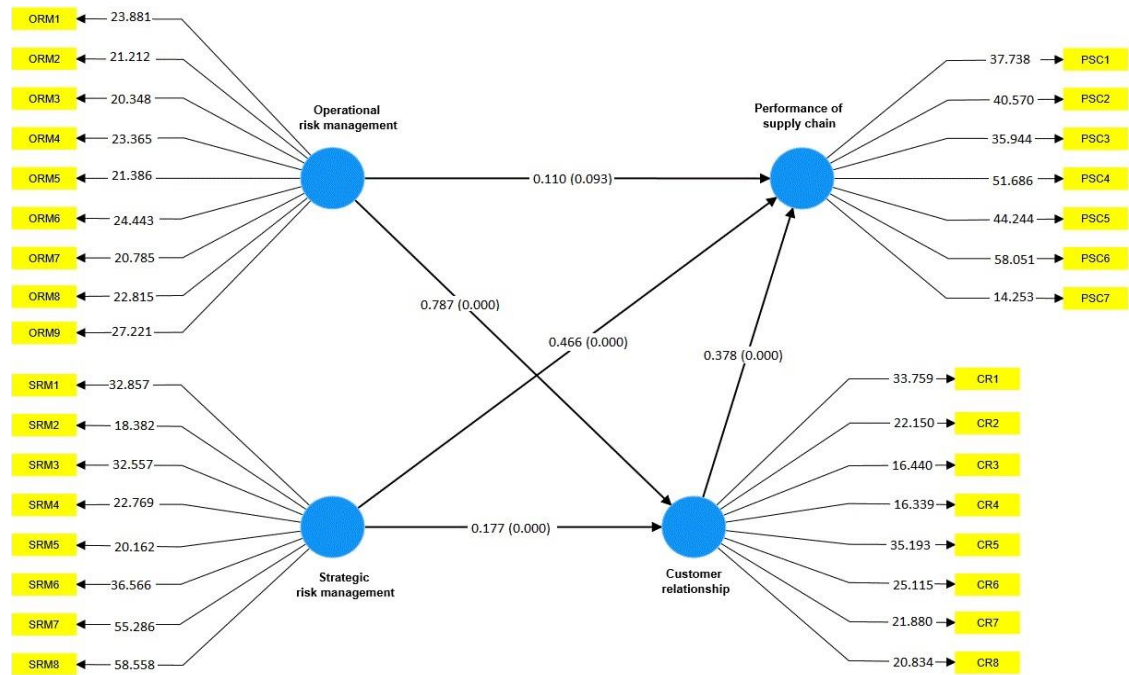 ORM1 23.881
ORM2 21.212
ORM3 20.348
ORM4 23.365
ORM5 21.386
ORM6 24.443
ORM7 20.785
ORM8 22.815
ORM9 27.221
Operational
risk management
SRM1 32.857
SRM2 18.382
SRM3 32.557
SRM4 22.769
SRM5 20.162
SRM6 36.566
SRM7 55.286
SRM8 58.558
Strategic
risk management
0.110 (0.093)
0.787 (0.000)
0.466 (0.000)
0.378 (0.000)
0.177 (0.000)
Performance of
supply chain
37.738 PSC1
40.570 PSC2
35.944 PSC3
51.686 PSC4
44.244 PSC5
58.051 PSC6
14.253 PSC7
Customer
relationship
33.759 CR1
22.150 CR2
16.440 CR3
16.339 CR4
35.193 CR5
25.115 CR6
21.880 CR7
20.834 CR8